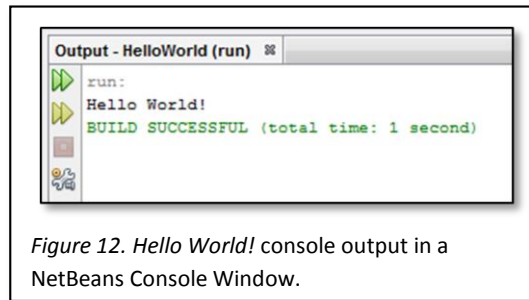 Output - HelloWorld (run)
run:
Hello World!
BUILD SUCCESSFUL (total time: 1 second)
Figure 12. Hello World! console output in a
NetBeans Console Window.